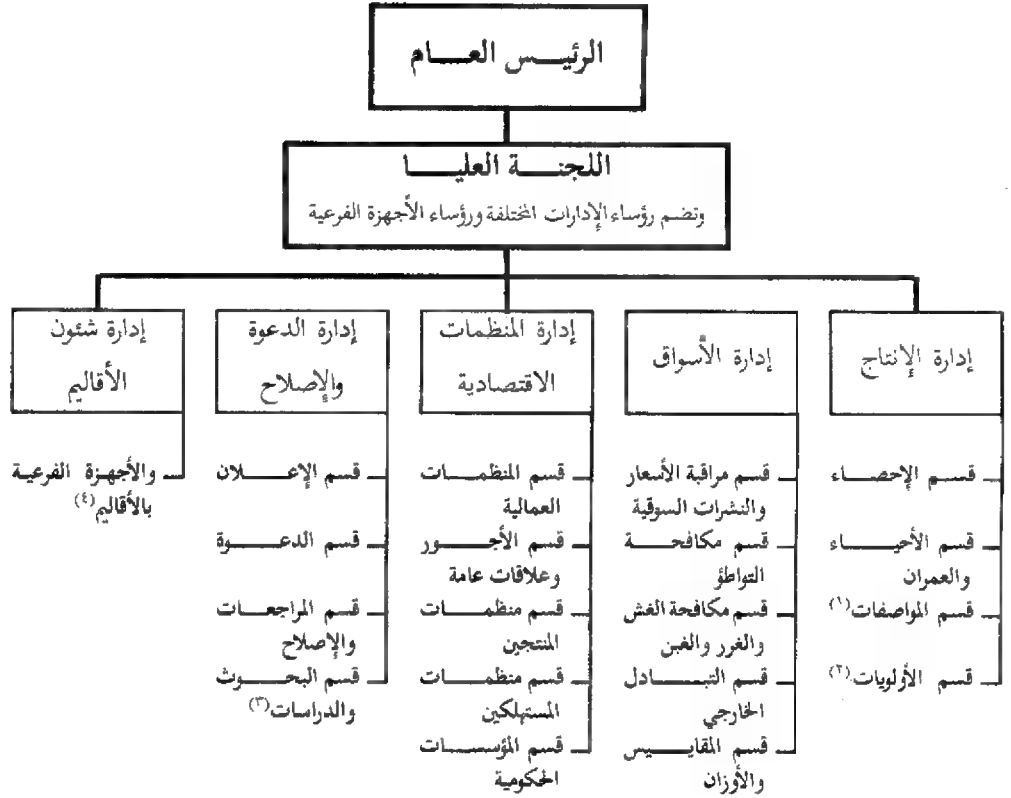 الرئيس العام
اللجنة العليا
وتضم رؤساء الإدارات المختلفة ورؤساء الأجهزة الفرعية
إدارة الإنتاج
قسم الإحصاء
قسم الأحياء
والعمران
قسم المواصفات(١)
قسم الأولويات(٢)
إدارة الأسواق
قسم مراقبة الأسعار
والنشرات السوقية
قسم مكافحة
التواطؤ
قسم مكافحة الغش
والغرر والغبن
قسم التبادل
الخارجي
قسم المقاييس
والأوزان
إدارة المنظمات
الاقتصادية
قسم المنظمات
العمالية
قسم الأجور
وعلاقات عامة
قسم منظمات
المنتجين
قسم منظمات
المستهلكين
قسم المؤسسات
الحكومية
إدارة الدعوة
والإصلاح
قسم الإعلان
قسم الدعوة
قسم المراجعات
والإصلاح
قسم البحوث
والدراسات(٣)
إدارة شئون
الأقاليم
والأجهزة الفرعية
بالأقاليم(٤)